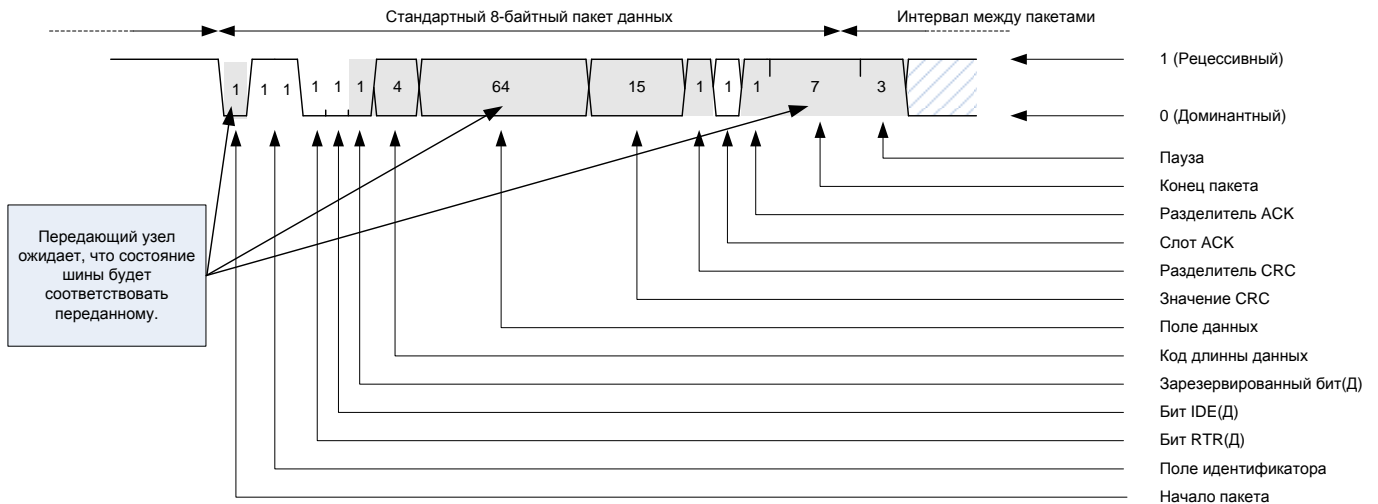 Стандартный 8-байтный пакет данных
Интервал между пакетами
1 1 1 1 1 1 4 64 15 1 1 1 7 3
1 (Рецессивный)
0 (Доминантный)
Пауза
Конец пакета
Разделитель ACK
Слот ACK
Разделитель CRC
Значение CRC
Поле данных
Код длинны данных
Зарезервированный бит(Д)
Бит IDE(Д)
Бит RTR(Д)
Поле идентификатора
Начало пакета
Передающий узел
ожидает, что состояние
шины будет
соответствовать
переданному.